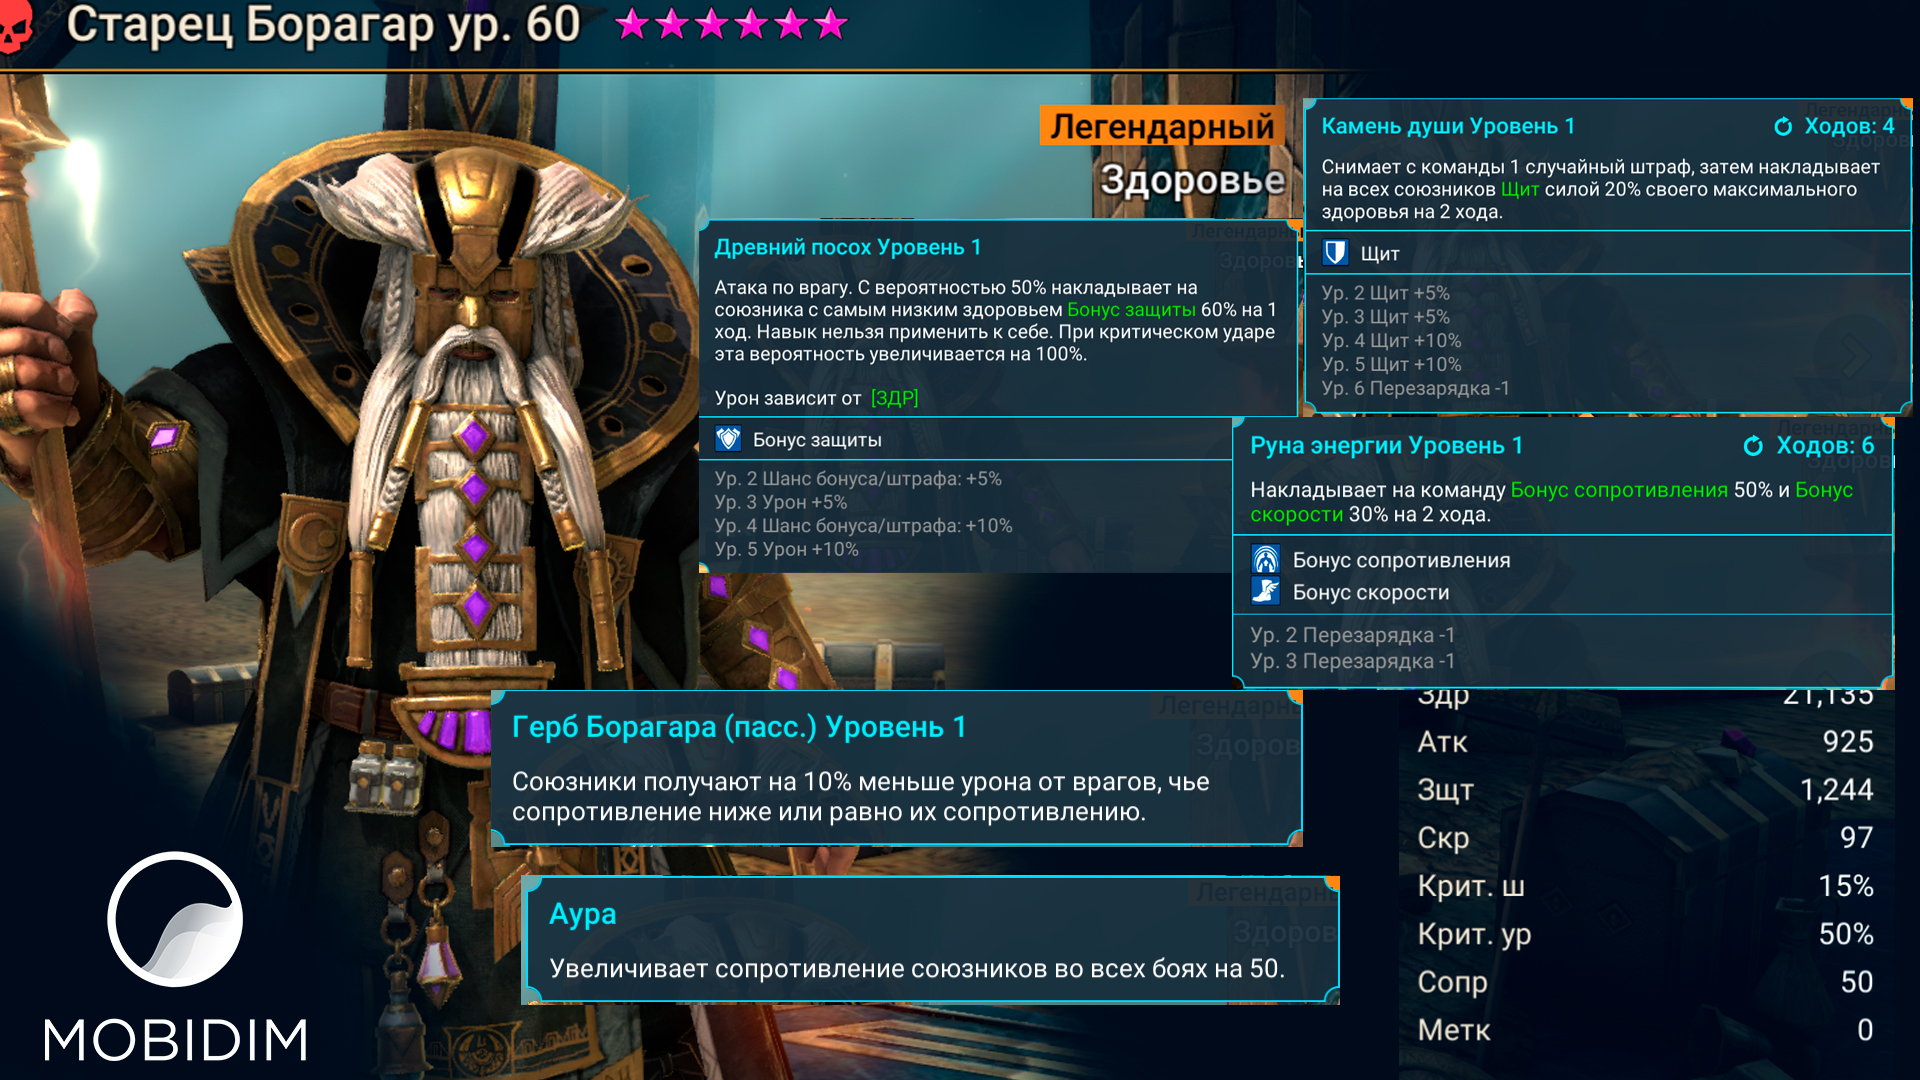 Старец Борагар ур. 60
Легендарный
Здоровье
Древний посох Уровень 1
Атака по врагу. С вероятностью 50% накладывает на
союзника с самым низким здоровьем Бонус защиты 60% на 1
ход. Навык нельзя применить к себе. При критическом ударе
эта вероятность увеличивается на 100%.
Урон зависит от [ЗДР]
Бонус защиты
Ур. 2 Шанс бонуса/штрафа: +5%
Ур. 3 Урон +5%
Ур. 4 Шанс бонуса/штрафа: +10%
Ур. 5 Урон +10%
Камень души Уровень 1
Ходов: 4
Снимает с команды 1 случайный штраф, затем накладывает
на всех союзников Щит силой 20% своего максимального
здоровья на 2 хода.
Щит
Ур. 2 Щит +5%
Ур. 3 Щит +5%
Ур. 4 Щит +10%
Ур. 5 Щит +10%
Ур. 6 Перезарядка -1
Руна энергии Уровень 1
Ходов: 6
Накладывает на команду Бонус сопротивления 50% и Бонус
скорости 30% на 2 хода.
Бонус сопротивления
Бонус скорости
Ур. 2 Перезарядка -1
Ур. 3 Перезарядка -1
Герб Борагара (пасс.) Уровень 1
Союзники получают на 10% меньше урона от врагов, чье
сопротивление ниже или равно их сопротивлению.
Аура
Увеличивает сопротивление союзников во всех боях на 50.
Здр 21,135
Атк 925
Зщт 1,244
Скр 97
Крит. ш 15%
Крит. ур 50%
Сопр 50
Метк 0
MOBIDIM